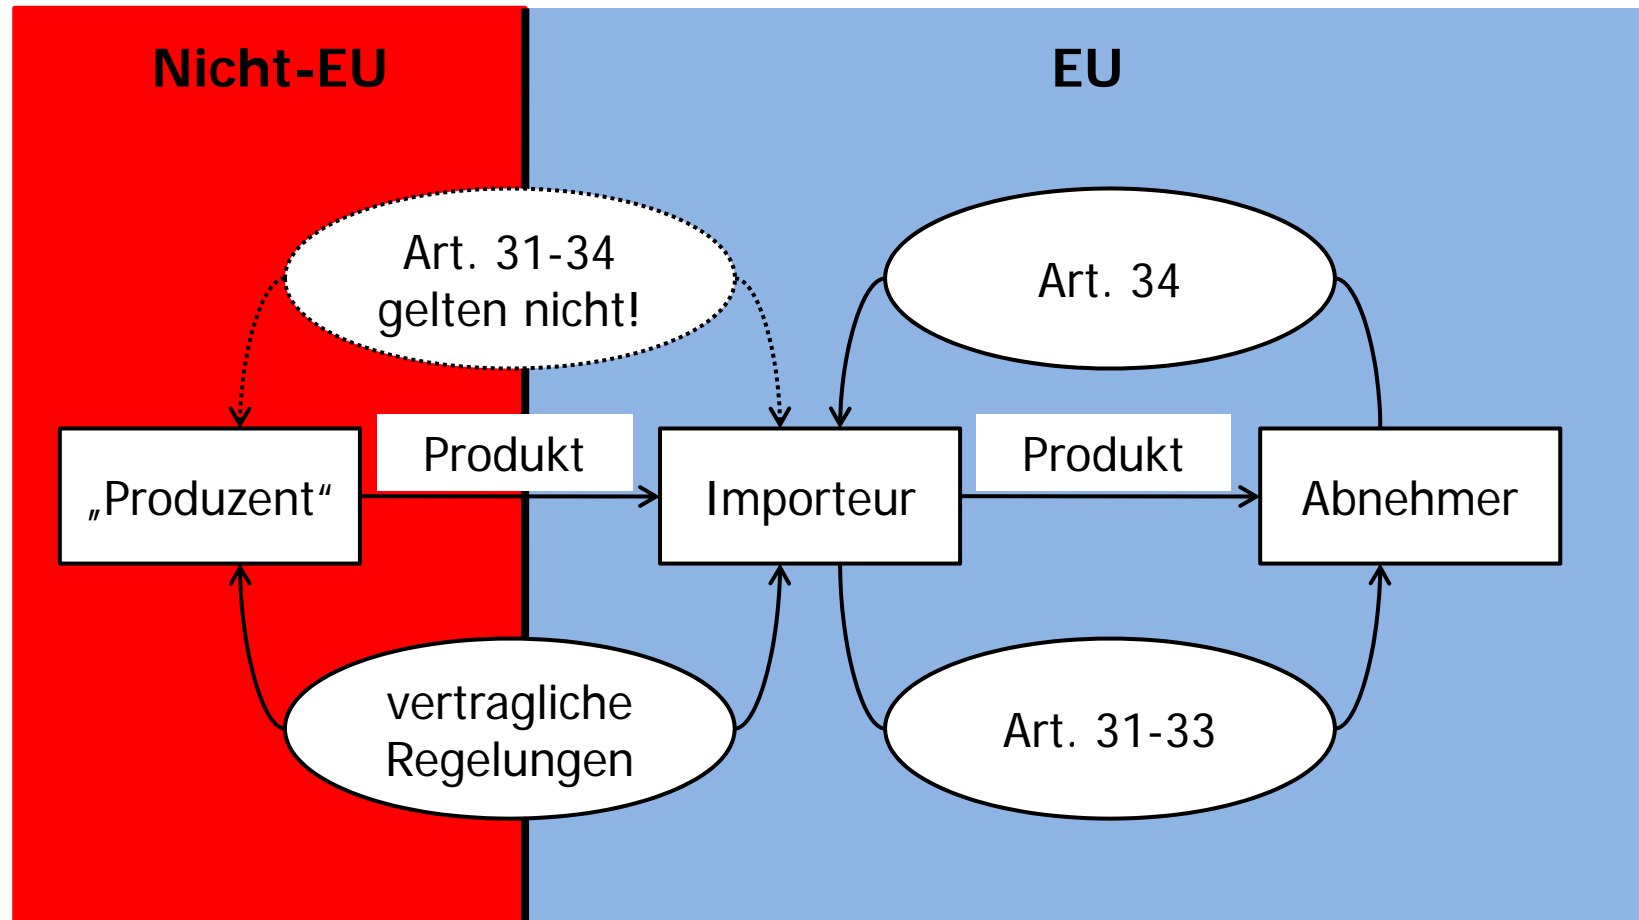 Nicht-EU
EU
Art. 31-34
gelten nicht!
Art. 34
Produkt
Produkt
„Produzent“
Importeur
Abnehmer
vertragliche
Regelungen
Art. 31-33